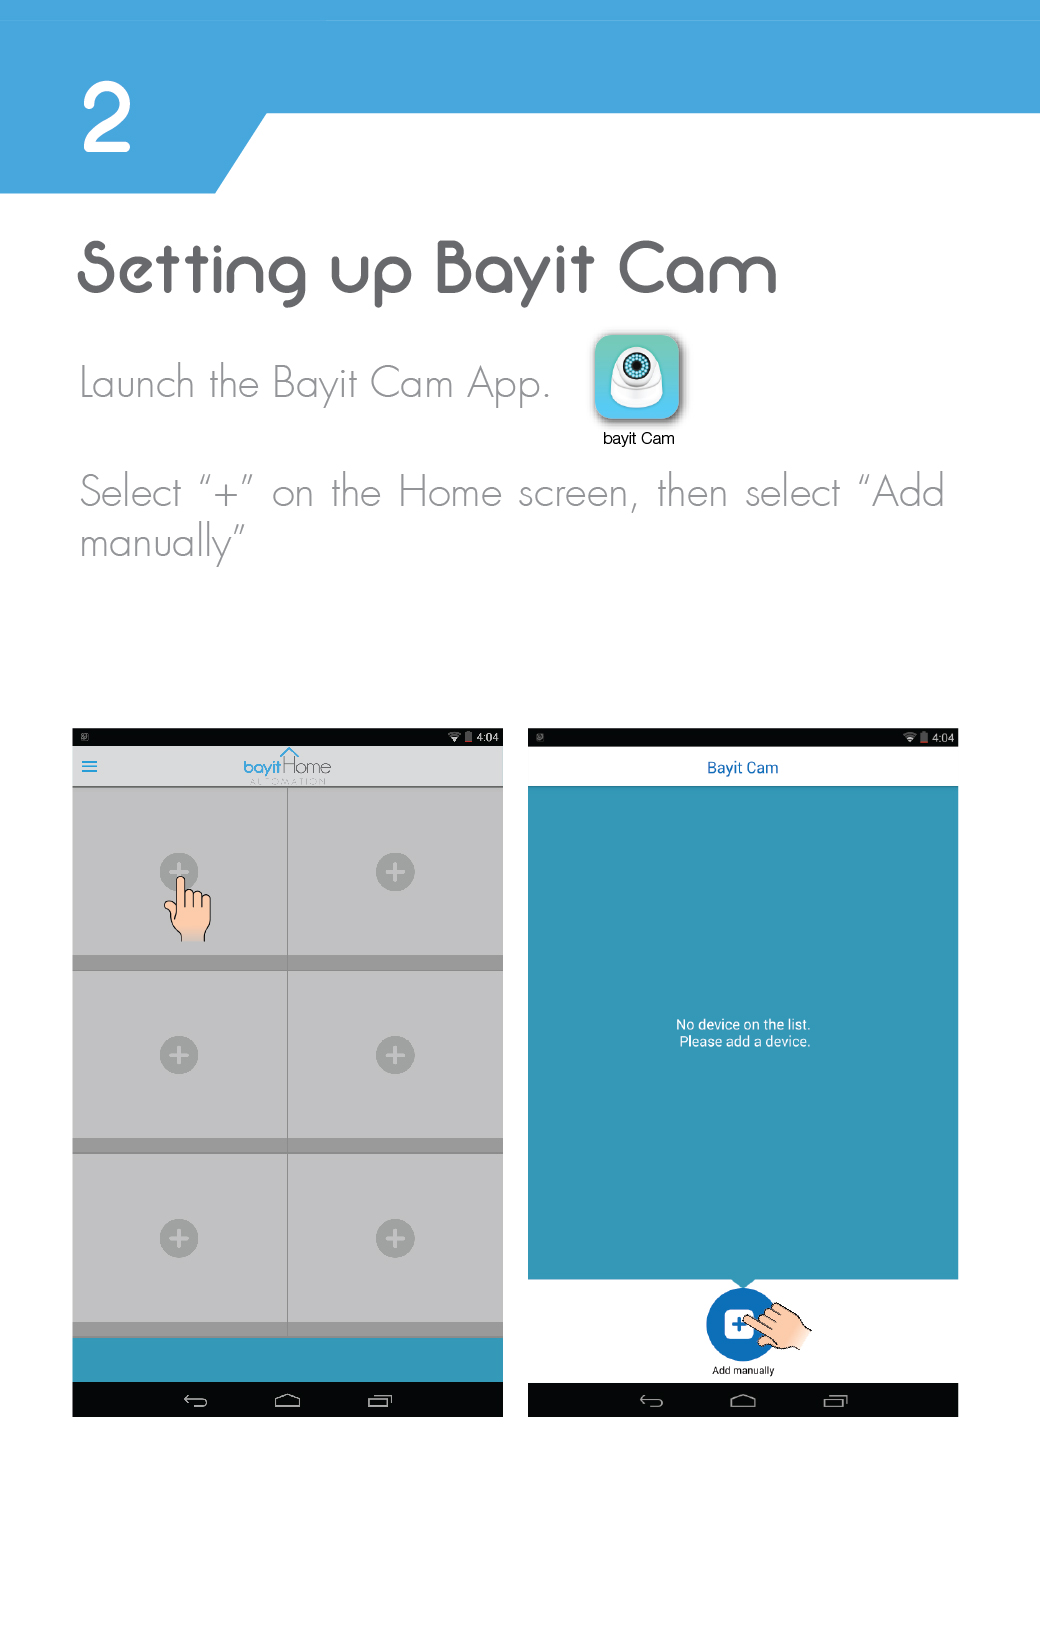 2
Setting up Bayit Cam
Launch the Bayit Cam App.
bayit Cam
Select “+” on the Home screen, then select “Add
manually”
4:04
bayitHome
AUTOMATION
4:04
Bayit Cam
No device on the list.
Please add a device.
Add manually